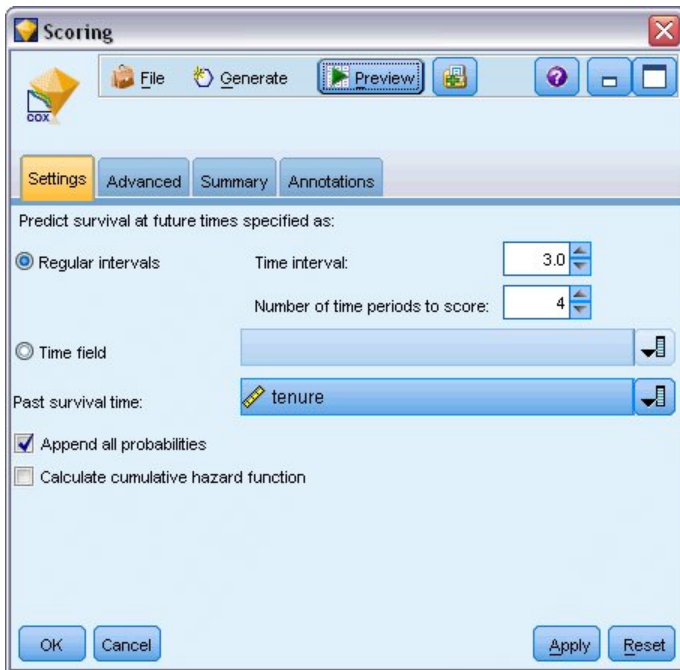 Scoring
File Generate Preview
COX
Settings Advanced Summary Annotations
Predict survival at future times specified as:
Regular intervals Time interval: 3.0
Number of time periods to score: 4
Time field
Past survival time: tenure
Append all probabilities
Calculate cumulative hazard function
OK Cancel Apply Reset